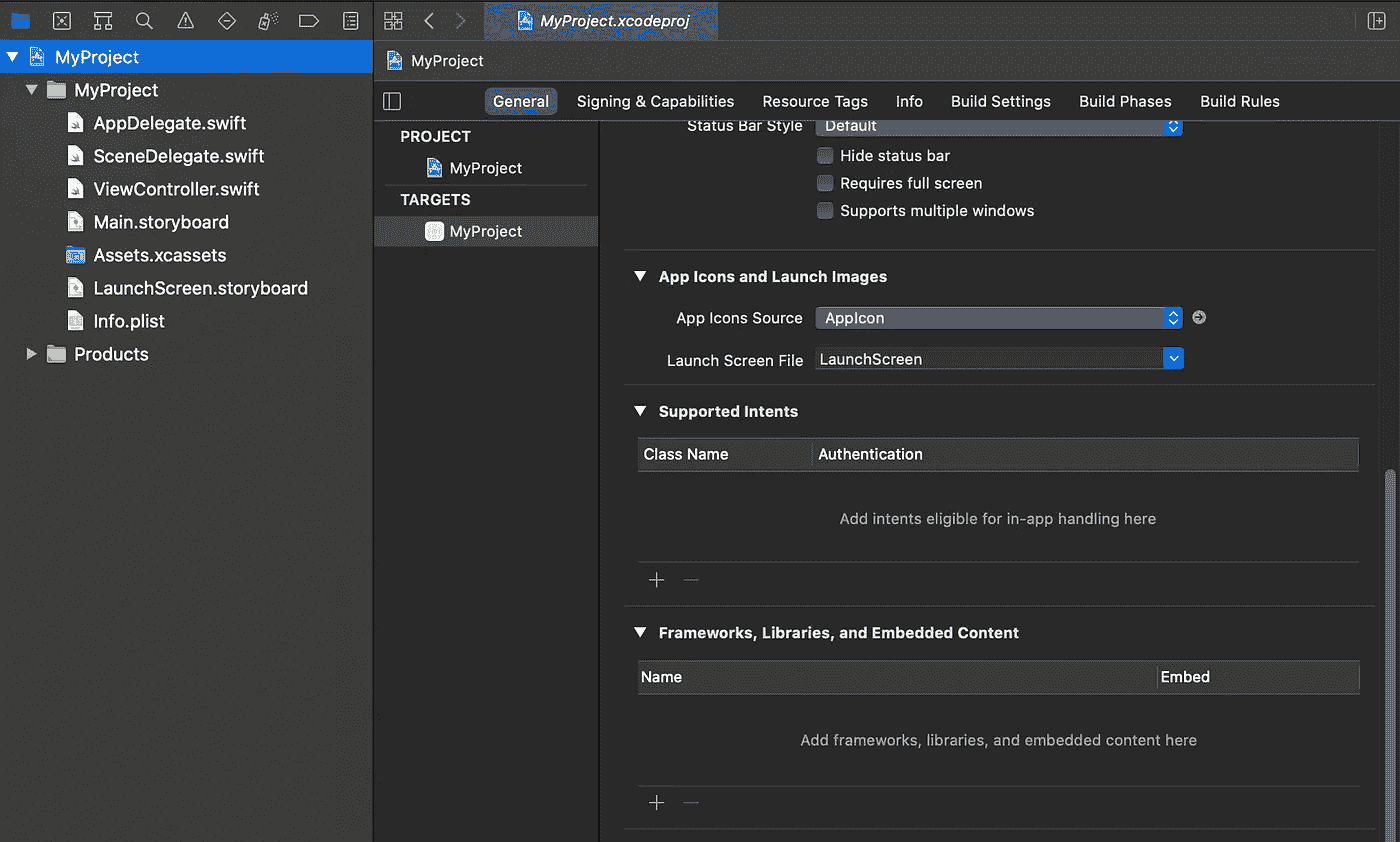 MyProject.xcodeproj
MyProject
MyProject
AppDelegate.swift
SceneDelegate.swift
ViewController.swift
Main.storyboard
Assets.xcassets
LaunchScreen.storyboard
Info.plist
Products
MyProject
General Signing & Capabilities Resource Tags Info Build Settings Build Phases Build Rules
PROJECT
MyProject
TARGETS
MyProject
Status Bar Style Default
Hide status bar
Requires full screen
Supports multiple windows
App Icons and Launch Images
App Icons Source AppIcon
Launch Screen File LaunchScreen
Supported Intents
Class Name Authentication
Add intents eligible for in-app handling here
Frameworks, Libraries, and Embedded Content
Name Embed
Add frameworks, libraries, and embedded content here